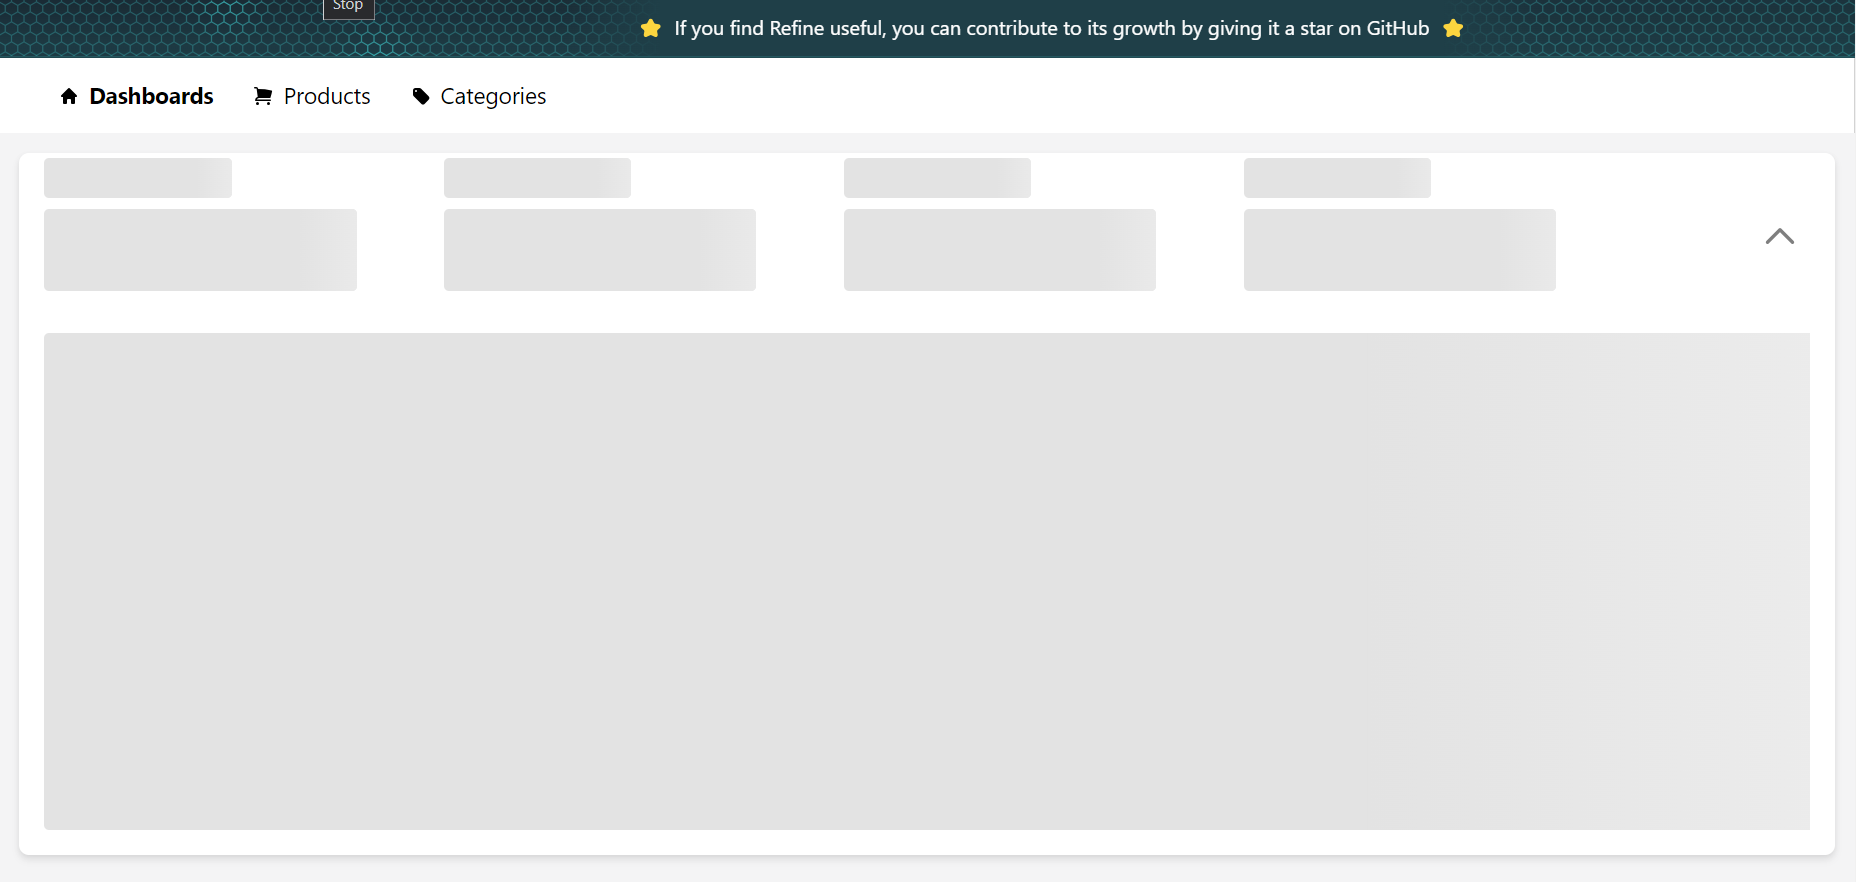 Stop
If you find Refine useful, you can contribute to its growth by giving it a star on GitHub
Dashboards Products Categories